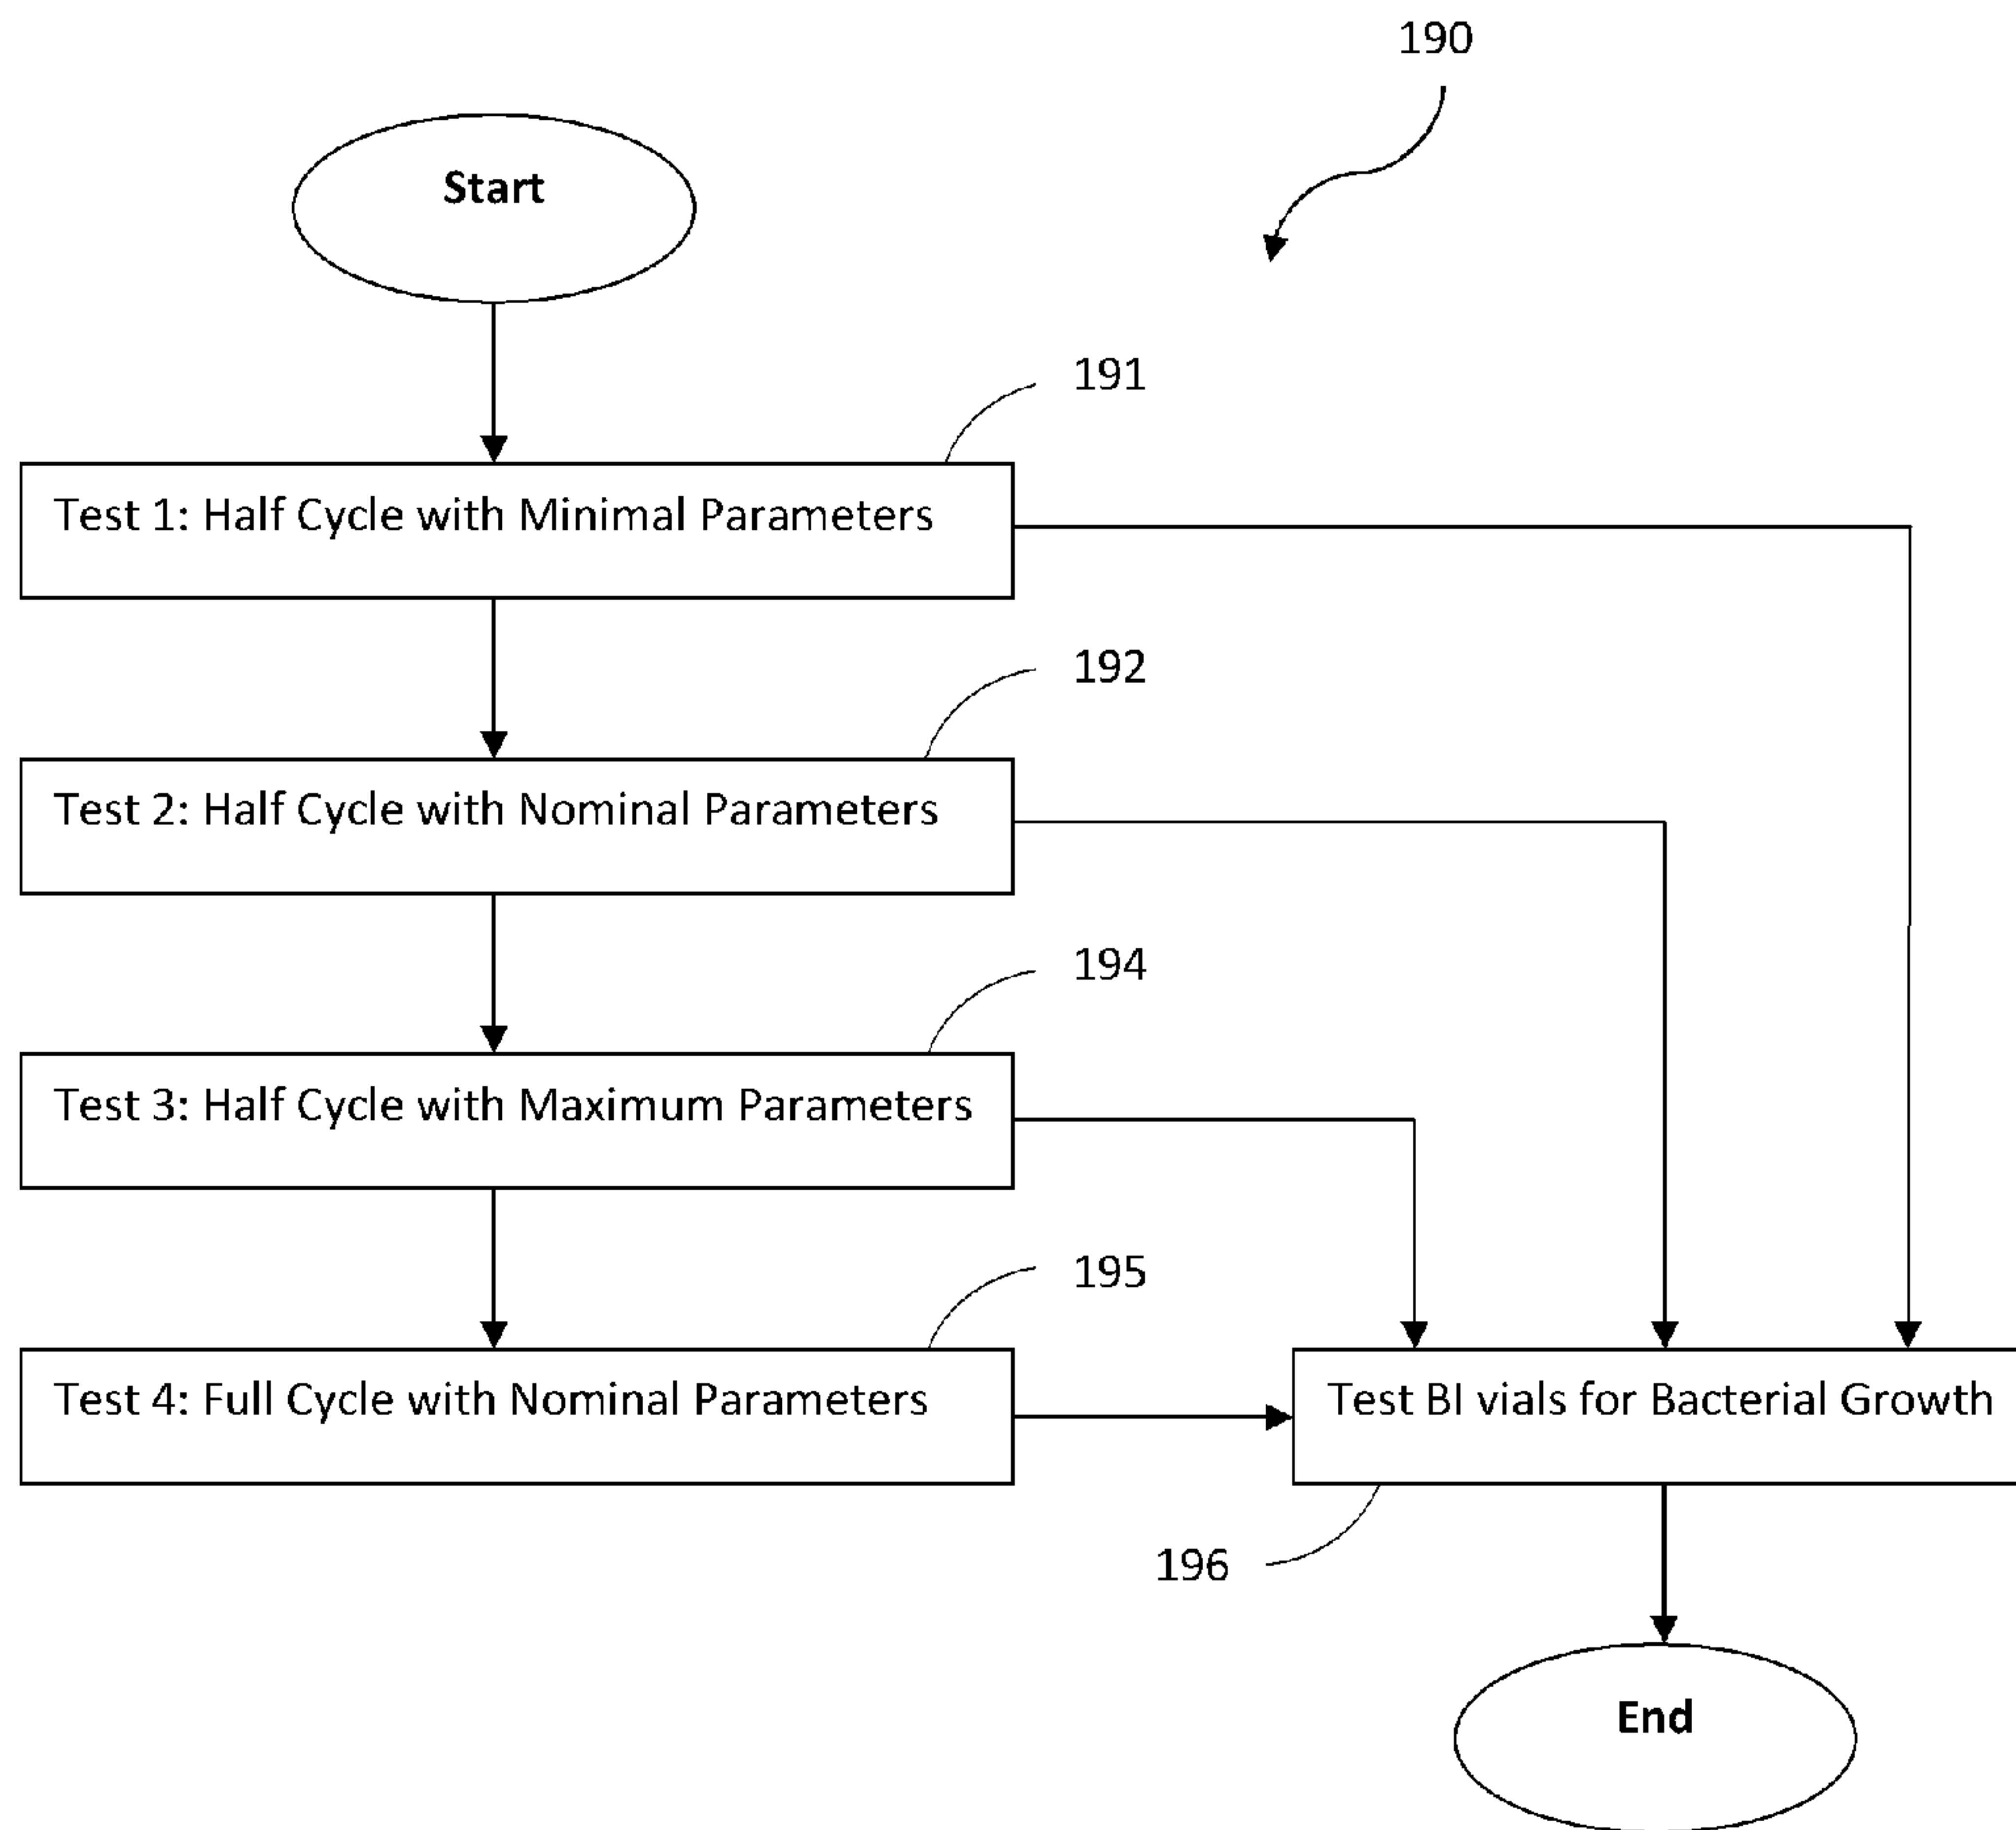 190
Start
191
Test 1: Half Cycle with Minimal Parameters
192
Test 2: Half Cycle with Nominal Parameters
194
Test 3: Half Cycle with Maximum Parameters
195
Test 4: Full Cycle with Nominal Parameters
Test BI vials for Bacterial Growth
196
End